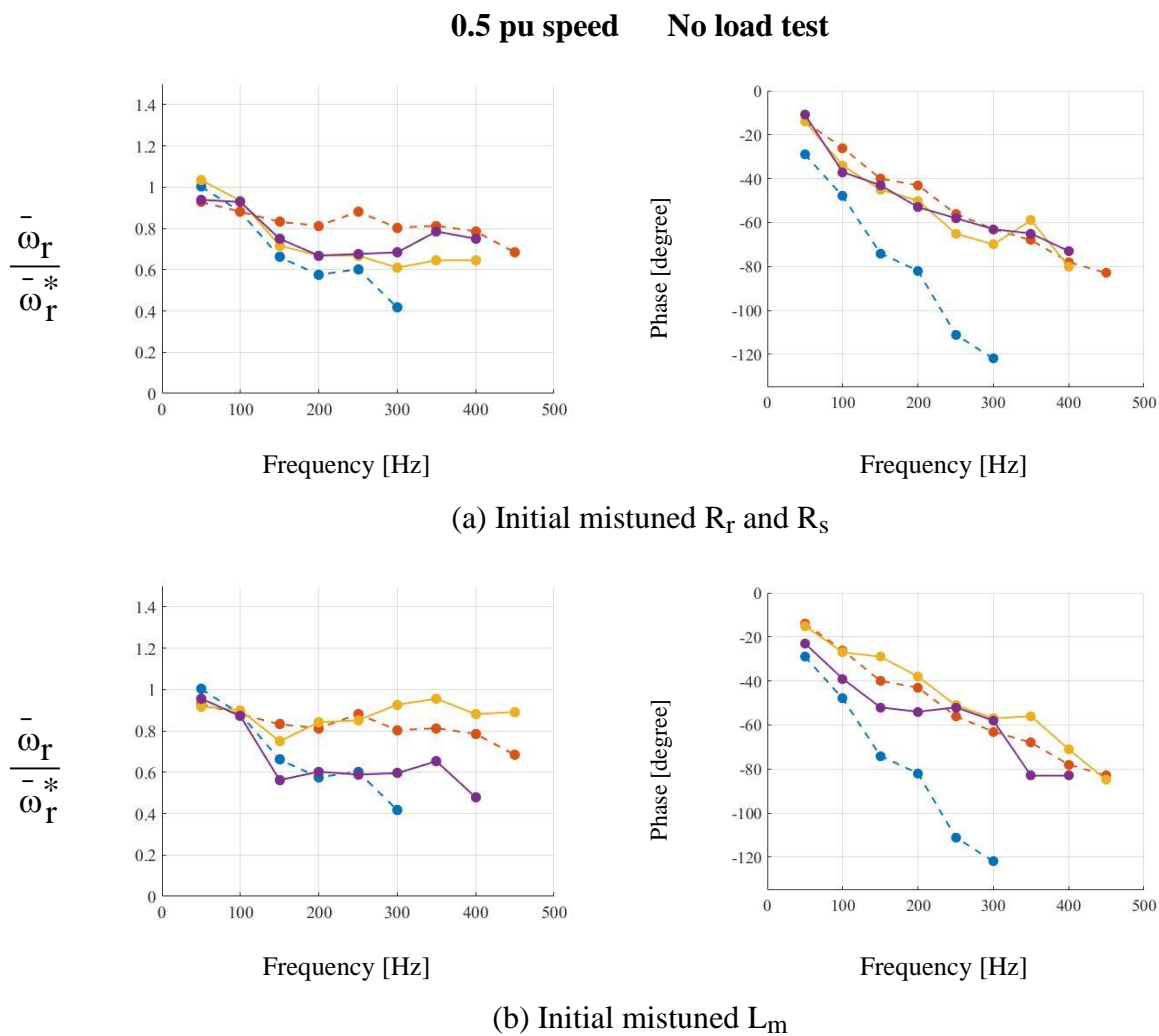 0.5 pu speed No load test
1.4
1.2
1
0.8
0.6
0.4
0.2
0
0 100 200 300 400 500
ω̄r
ω̄r*
Frequency [Hz]
0
-20
-40
-60
-80
-100
-120
0 100 200 300 400 500
Phase [degree]
Frequency [Hz]
(a) Initial mistuned Rr and Rs
1.4
1.2
1
0.8
0.6
0.4
0.2
0
0 100 200 300 400 500
ω̄r
ω̄r*
Frequency [Hz]
0
-20
-40
-60
-80
-100
-120
0 100 200 300 400 500
Phase [degree]
Frequency [Hz]
(b) Initial mistuned Lm